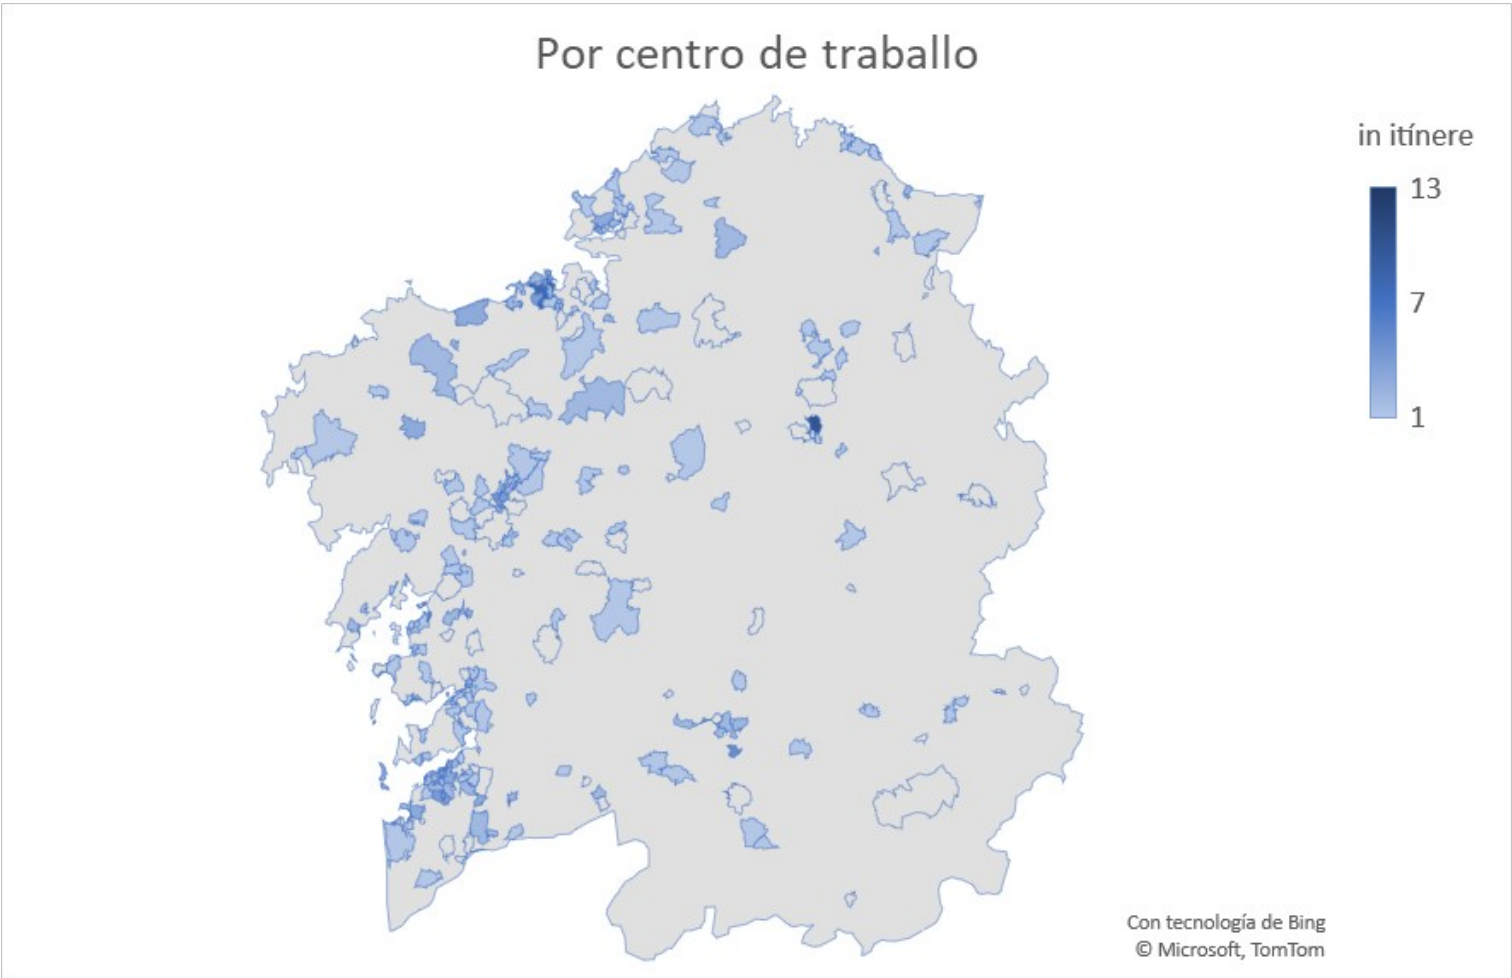 Por centro de traballo
in itínere
13
7
1
Con tecnología de Bing
© Microsoft, TomTom